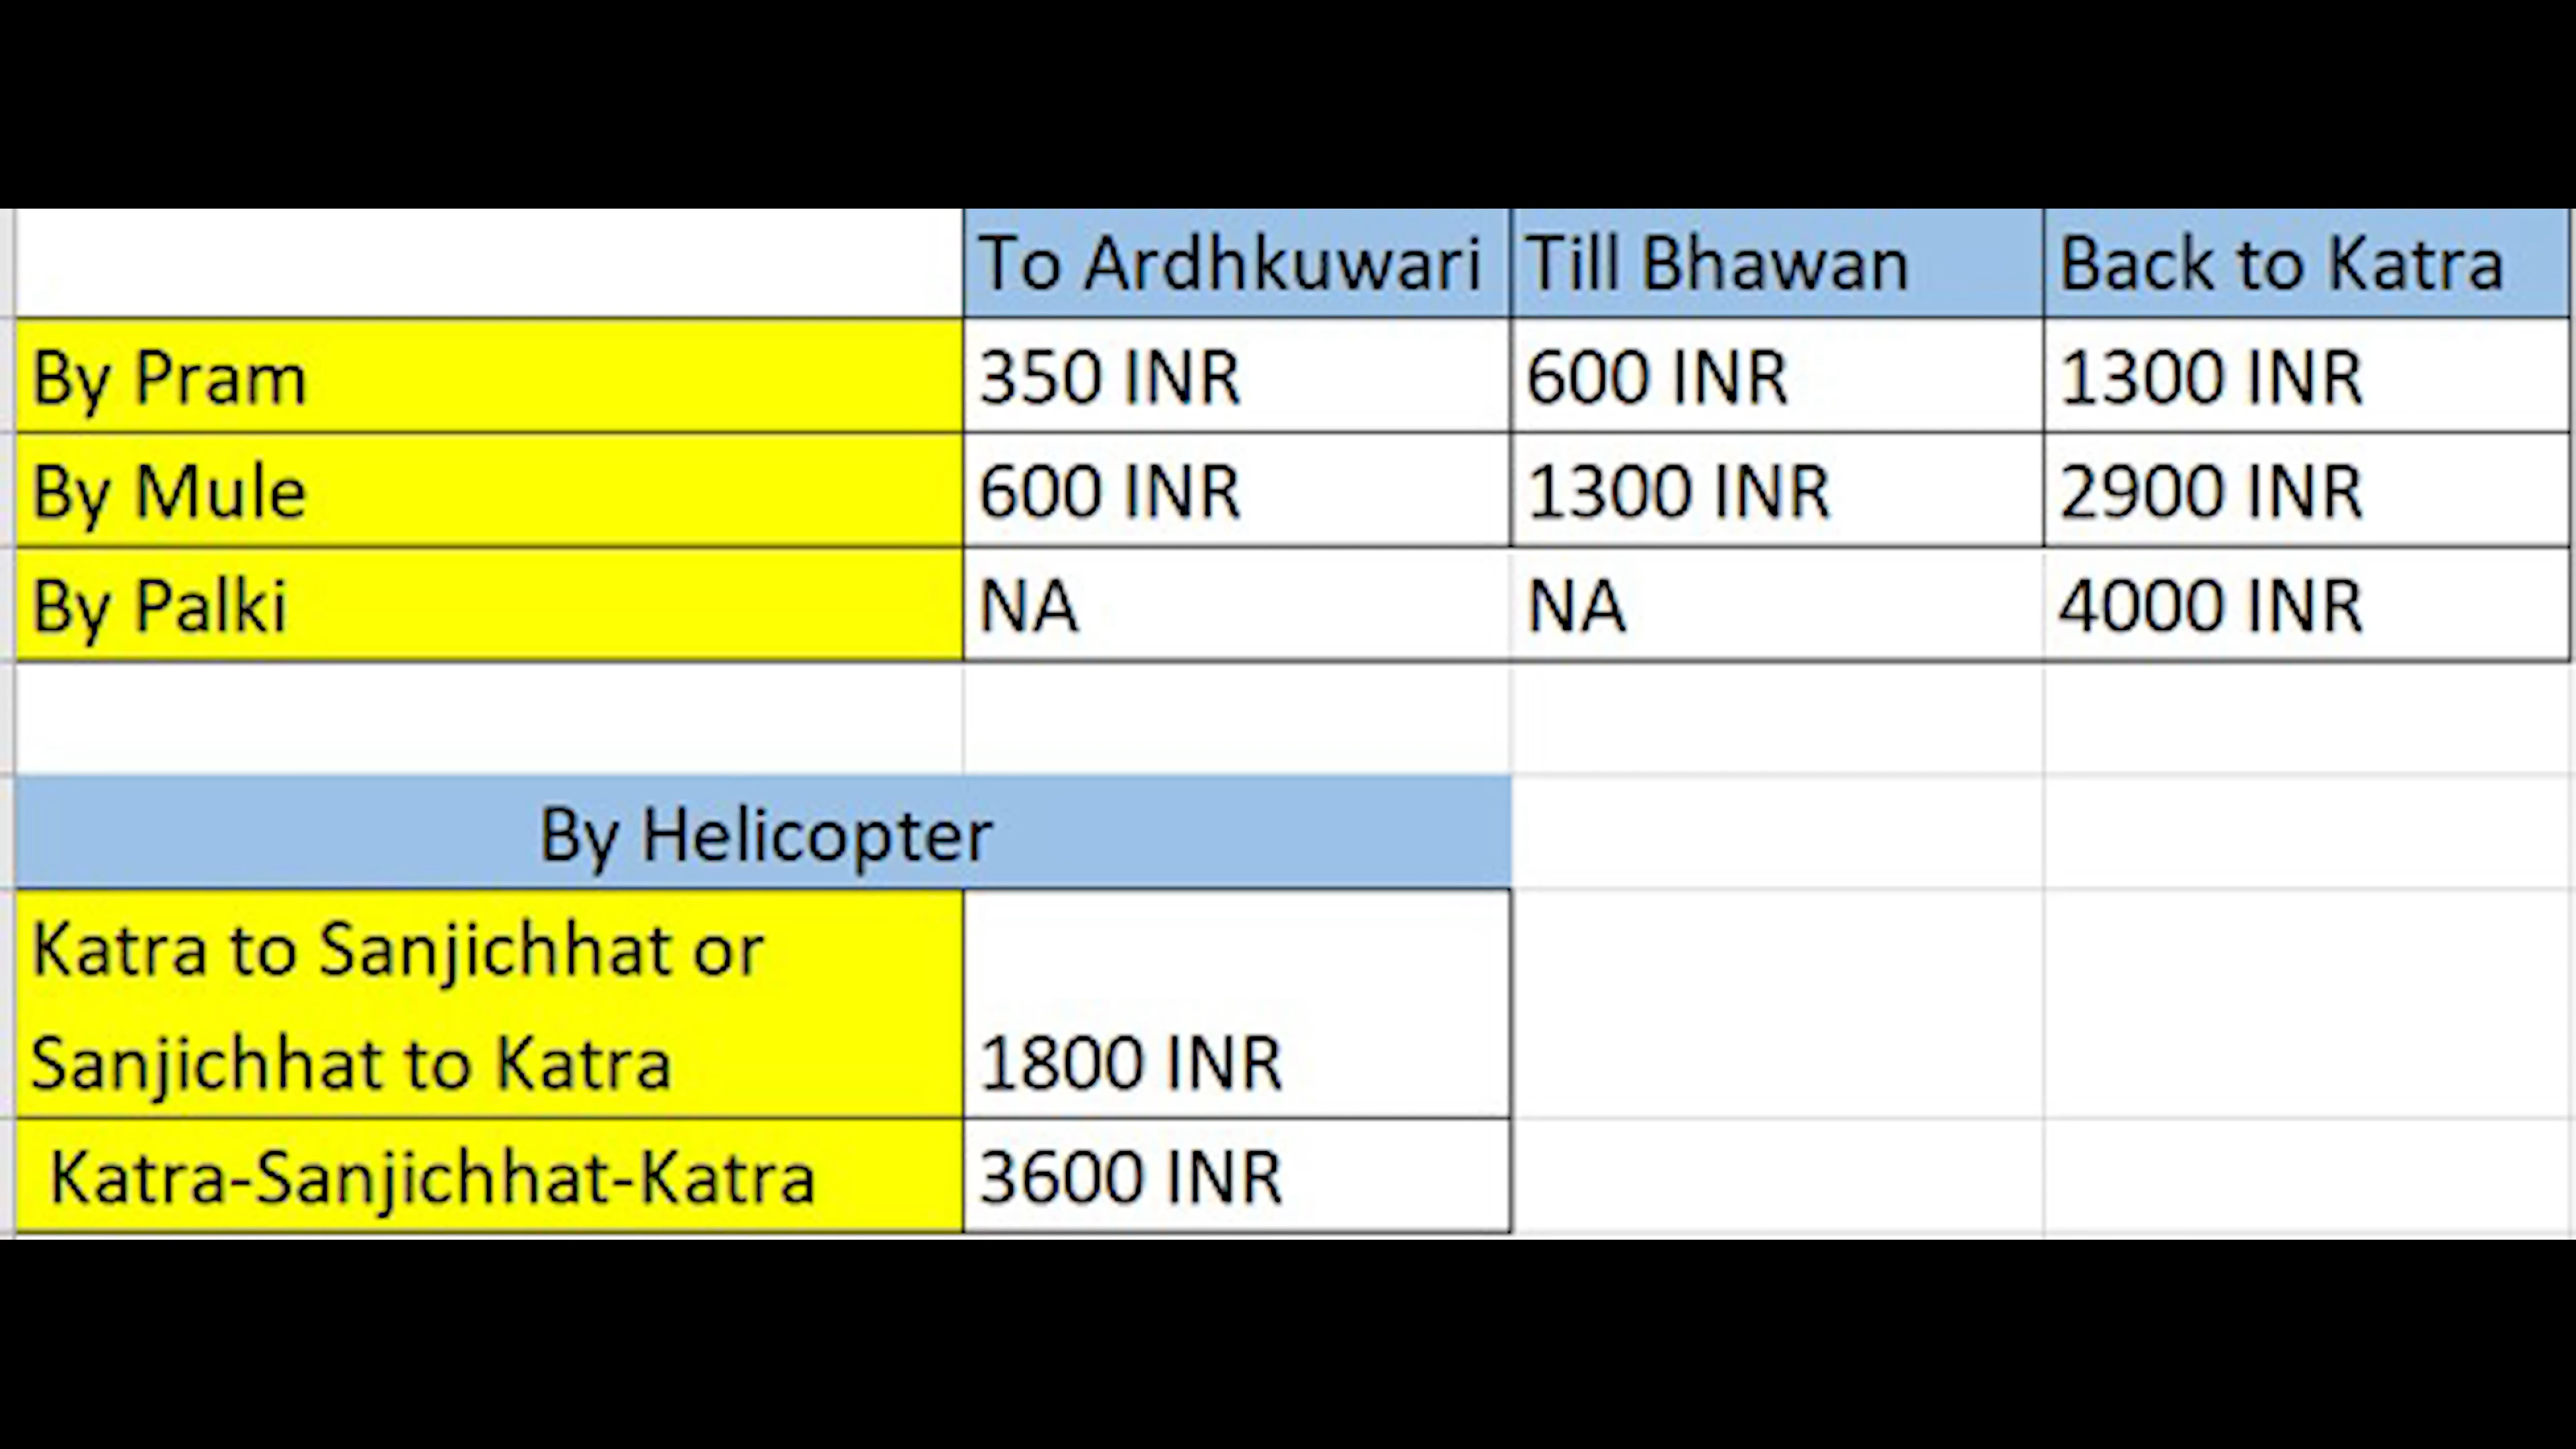 To Ardhkuwari Till Bhawan Back to Katra
By Pram 350 INR 600 INR 1300 INR
By Mule 600 INR 1300 INR 2900 INR
By Palki NA NA 4000 INR
By Helicopter
Katra to Sanjichhat or
Sanjichhat to Katra 1800 INR
Katra-Sanjichhat-Katra 3600 INR